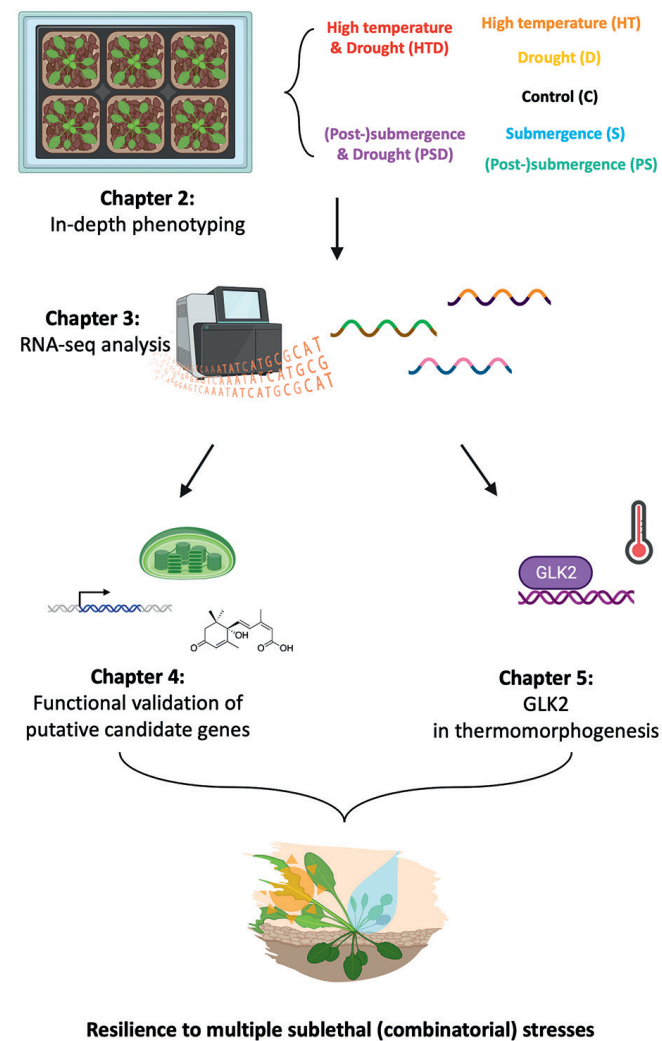 High temperature
& Drought (HTD)
High temperature (HT)
Drought (D)
Control (C)
(Post-)submergence
& Drought (PSD)
Submergence (S)
(Post-)submergence (PS)
Chapter 2:
In-depth phenotyping
Chapter 3:
RNA-seq analysis
GLK2
O
OH
O
OH
Chapter 4:
Functional validation of
putative candidate genes
Chapter 5:
GLK2
in thermomorphogenesis
Resilience to multiple sublethal (combinatorial) stresses